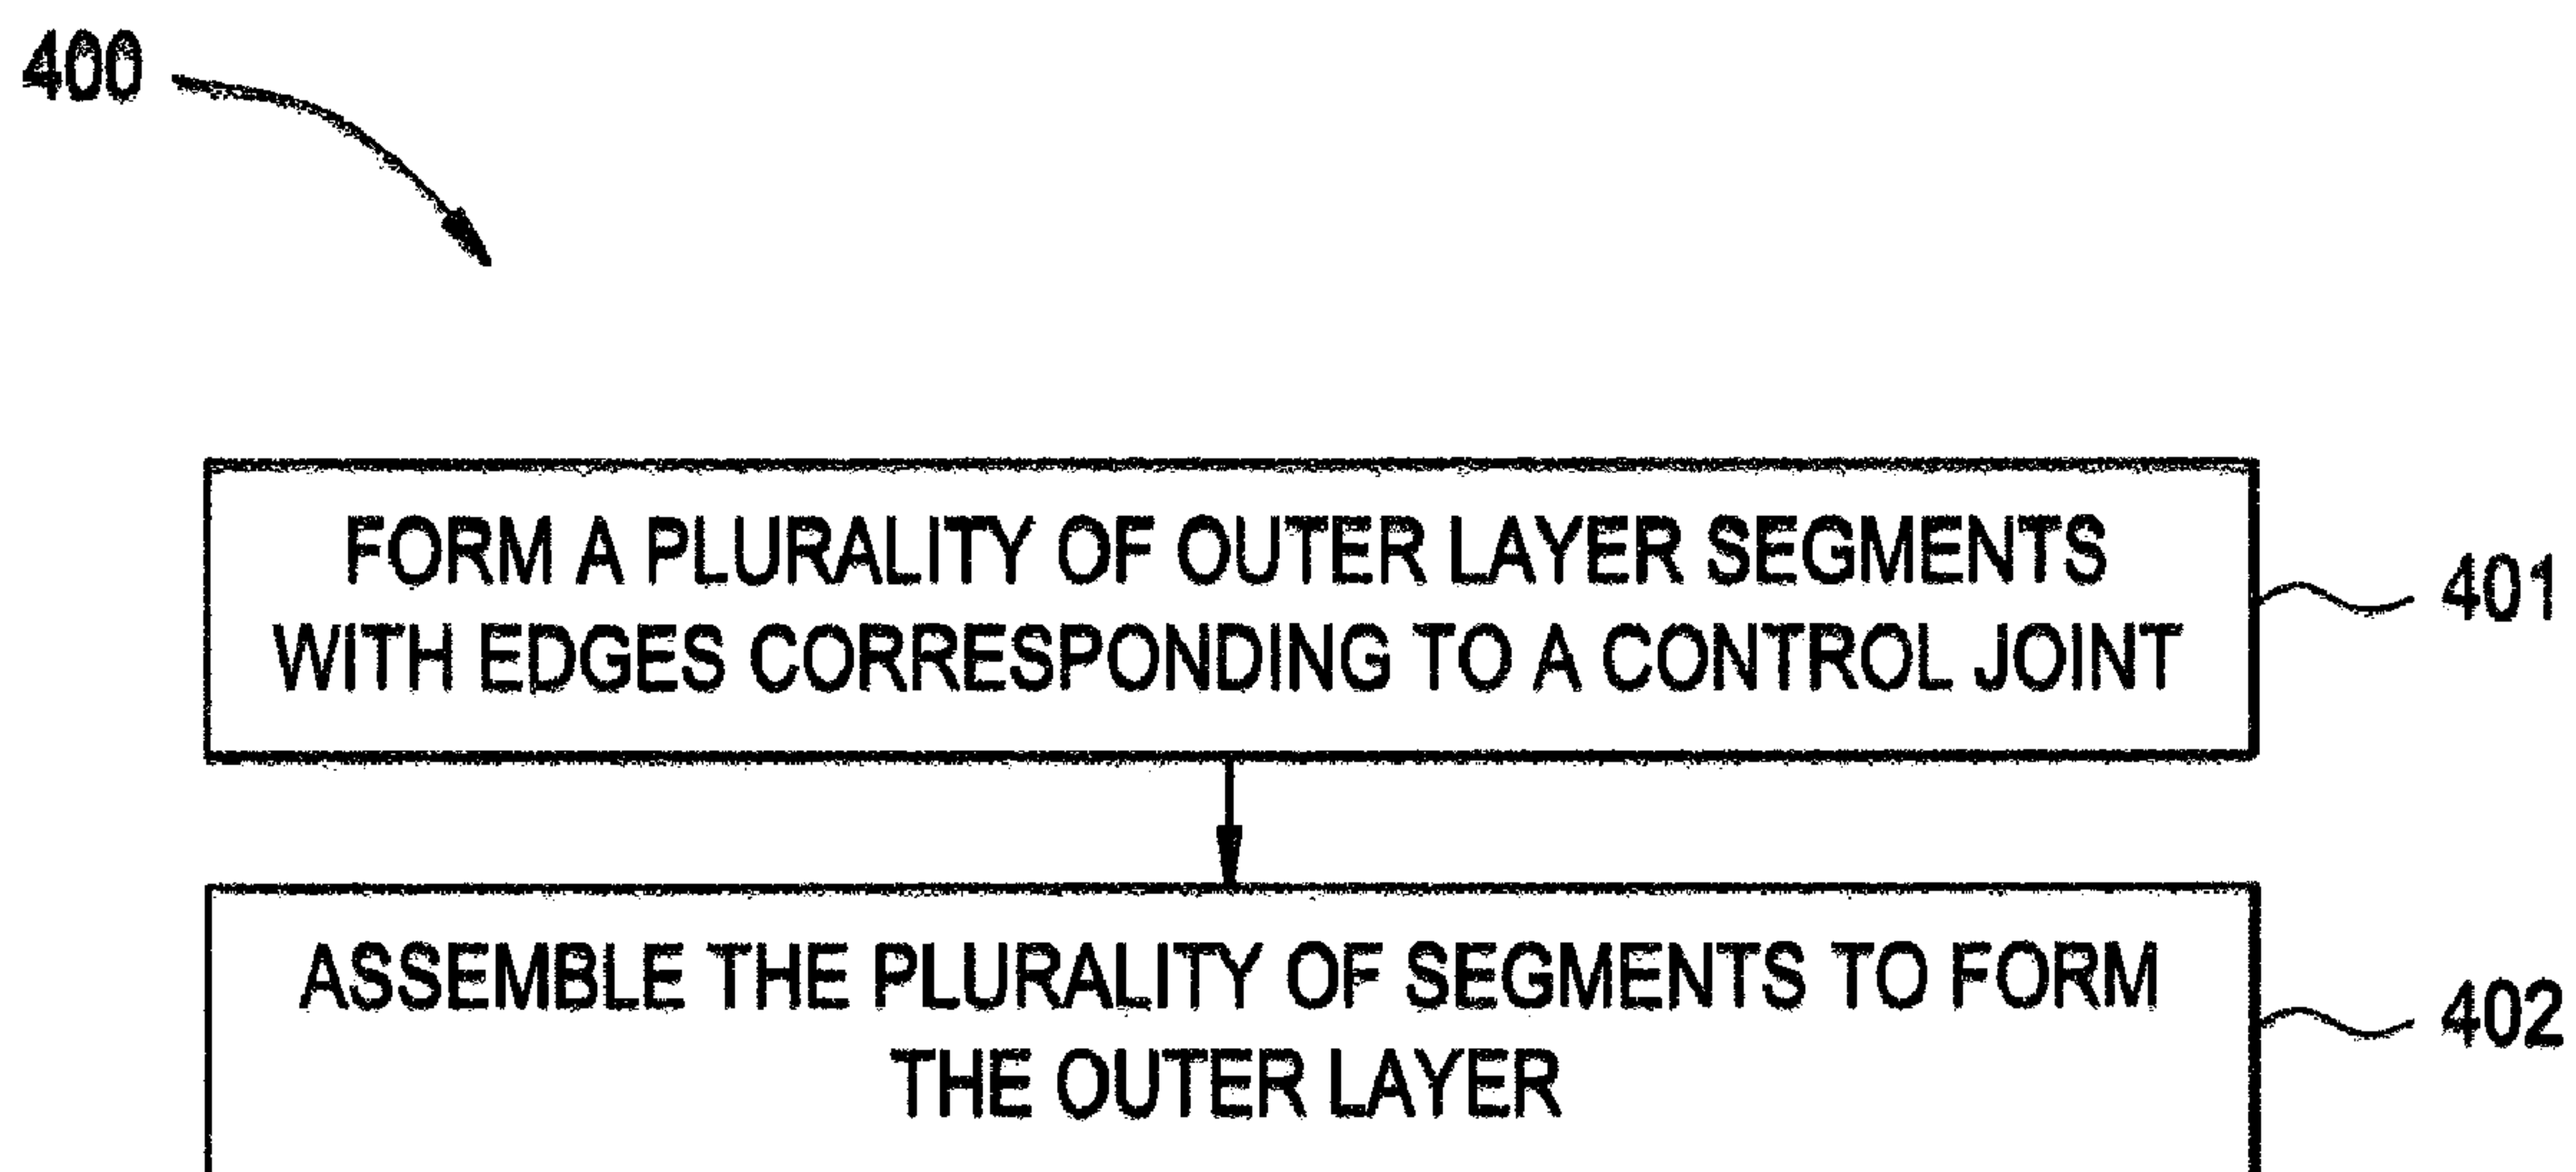 400
FORM A PLURALITY OF OUTER LAYER SEGMENTS
WITH EDGES CORRESPONDING TO A CONTROL JOINT
401
ASSEMBLE THE PLURALITY OF SEGMENTS TO FORM
THE OUTER LAYER
402